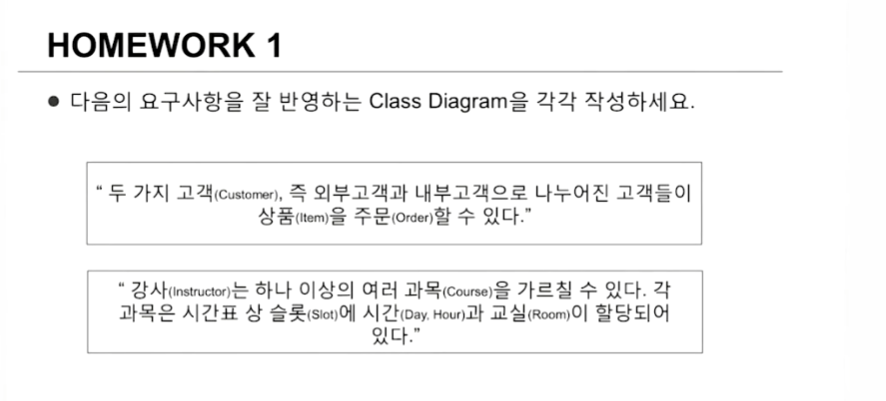 HOMEWORK 1
● 다음의 요구사항을 잘 반영하는 Class Diagram을 각각 작성하세요.
“ 두 가지 고객(Customer), 즉 외부고객과 내부고객으로 나누어진 고객들이
상품(Item)을 주문(Order)할 수 있다.”
“ 강사(Instructor)는 하나 이상의 여러 과목(Course)을 가르칠 수 있다. 각
과목은 시간표 상 슬롯(Slot)에 시간(Day, Hour)과 교실(Room)이 할당되어
있다.”